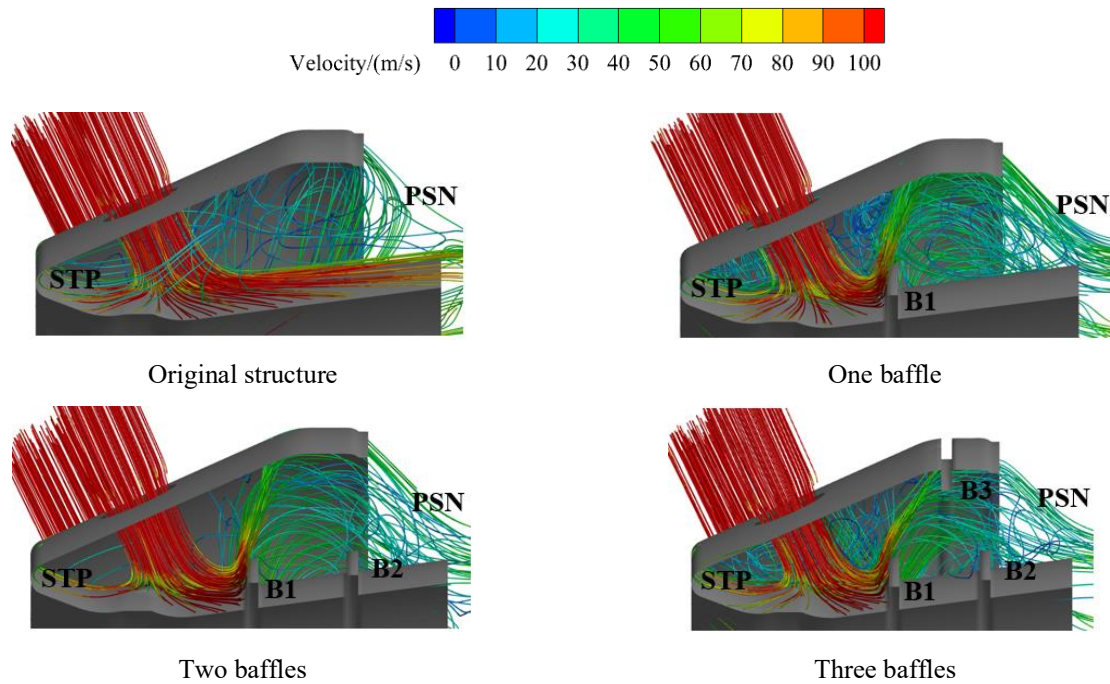 Velocity/(m/s) 0 10 20 30 40 50 60 70 80 90 100
PSN
STP
Original structure
PSN
STP
B1
One baffle
PSN
STP
B1
B2
Two baffles
B3
PSN
STP
B1
B2
Three baffles